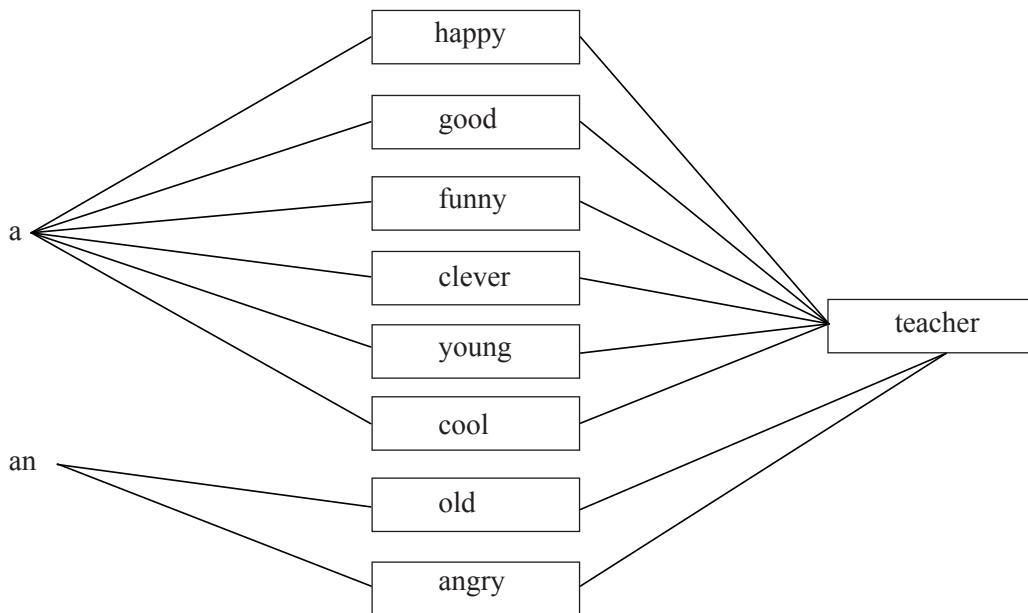 happy
good
funny
a
clever
teacher
young
cool
an
old
angry